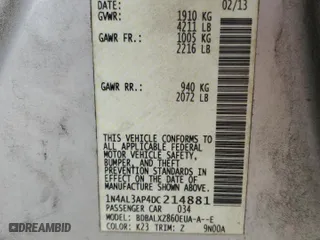 DATE: 02/13
GVWR: 1910 KG
4211 LB
GAWR FR: 1005 KG
2216 LB
GAWR RR: 940 KG
2072 LB
THIS VEHICLE CONFORMS TO ALL
APPLICABLE FEDERAL MOTOR
VEHICLE SAFETY, BUMPER, AND THEFT
PREVENTION STANDARDS IN EFFECT
ON THE DATE OF MANUFACTURE
SHOWN ABOVE.
1N4AL3AP4DC214881
PASSENGER CAR 034
MODEL: BDBALXZ860EUA-A--E
COLOR: K23 TRIM: Z 9N00A